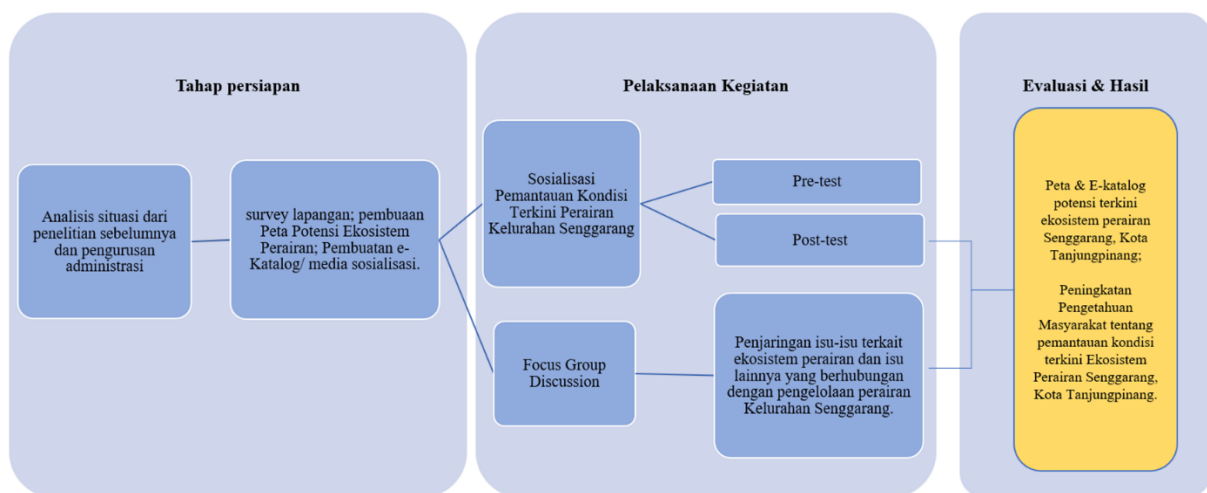 Tahap persiapan
Analisis situasi dari
penelitian sebelumnya
dan pengurusan
administrasi
survey lapangan; pembuaan
Peta Potensi Ekosistem
Perairan; Pembuatan e-
Katalog/ media sosialisasi.
Pelaksanaan Kegiatan
Sosialisasi
Pemantauan Kondisi
Terkini Perairan
Kelurahan Senggarang
Pre-test
Post-test
Focus Group
Discussion
Penjaringan isu-isu terkait
ekosistem perairan dan isu
lainnya yang berhubungan
dengan pengelolaan perairan
Kelurahan Senggarang.
Evaluasi & Hasil
Peta & E-katalog
potensi terkini
ekosistem perairan
Senggarang, Kota
Tanjungpinang;
Peningkatan
Pengetahuan
Masyarakat tentang
pemantauan kondisi
terkini Ekosistem
Perairan Senggarang,
Kota Tanjungpinang.